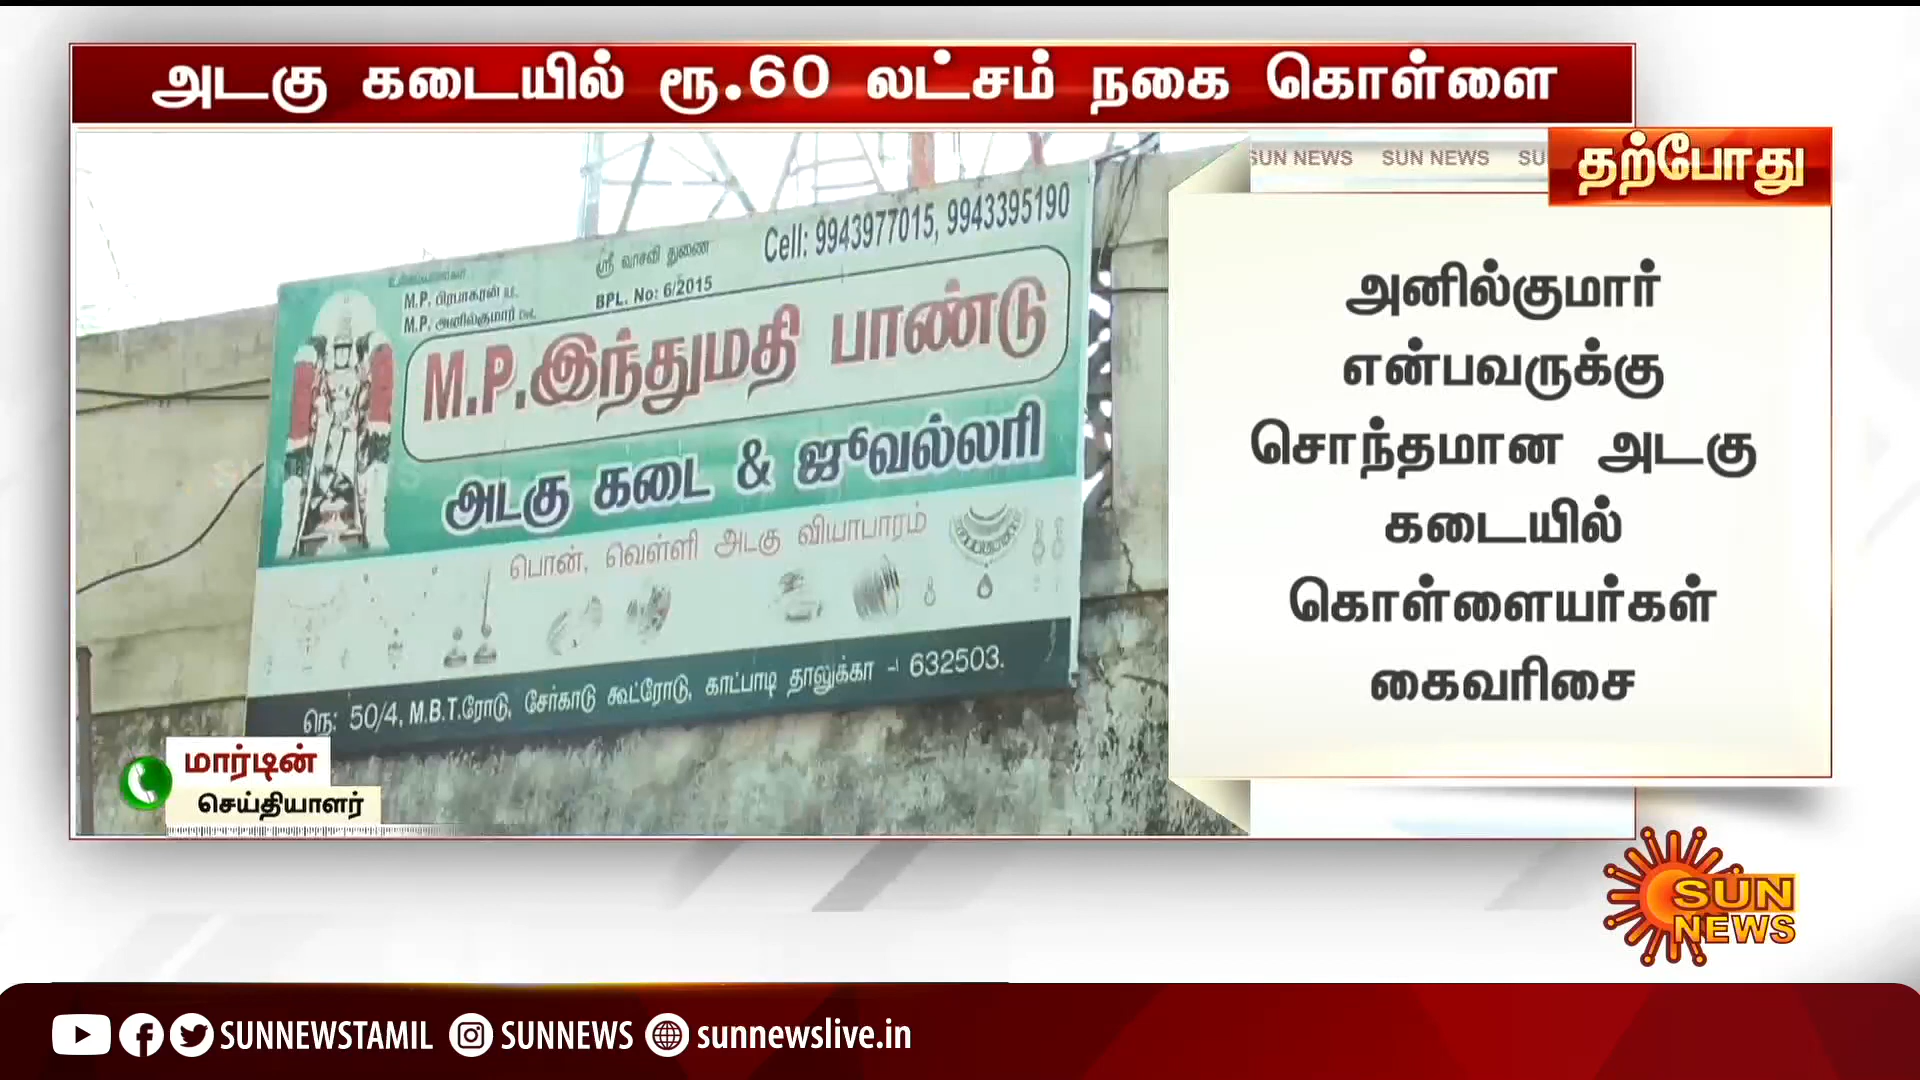 அடகு கடையில் ரூ.60 லட்சம் நகை கொள்ளை
SUN NEWS SUN NEWS SU
தற்போது
ஸ்ரீ வாசவி துணை
Cell: 9943977015, 9943395190
M.P. பிரபாகரன்
M.P. அனில்குமார்
BPL. No: 6/2015
M.P.இந்துமதி பாண்டு
அடகு கடை & ஜூவல்லரி
பொன், வெள்ளி அடகு வியாபாரம்
நெ: 50/4, M.B.T.ரோடு, சேர்காடு கூட்ரோடு, காட்பாடி தாலுக்கா - 632503.
அனில்குமார்
என்பவருக்கு
சொந்தமான அடகு
கடையில்
கொள்ளையர்கள்
கைவரிசை
மார்டின்
செய்தியாளர்
SUN
NEWS
SUNNEWSTAMIL SUNNEWS sunnewslive.in